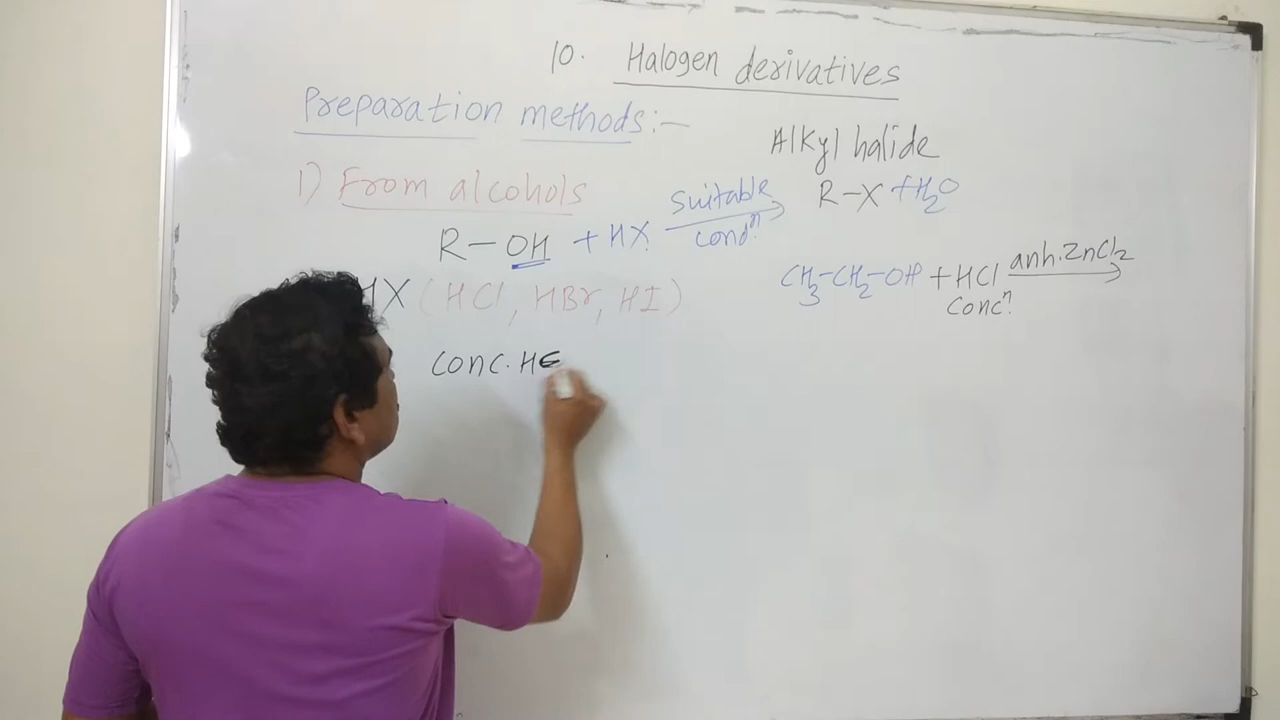 10. Halogen derivatives
Preparation methods:-
1) From alcohols
R-OH + HX suitable condⁿ. → R-X + H₂O
Alkyl halide
HX (HCl, HBr, HI)
CH₃-CH₂-OH + HCl anh. ZnCl₂ →
concⁿ.
conc. HC